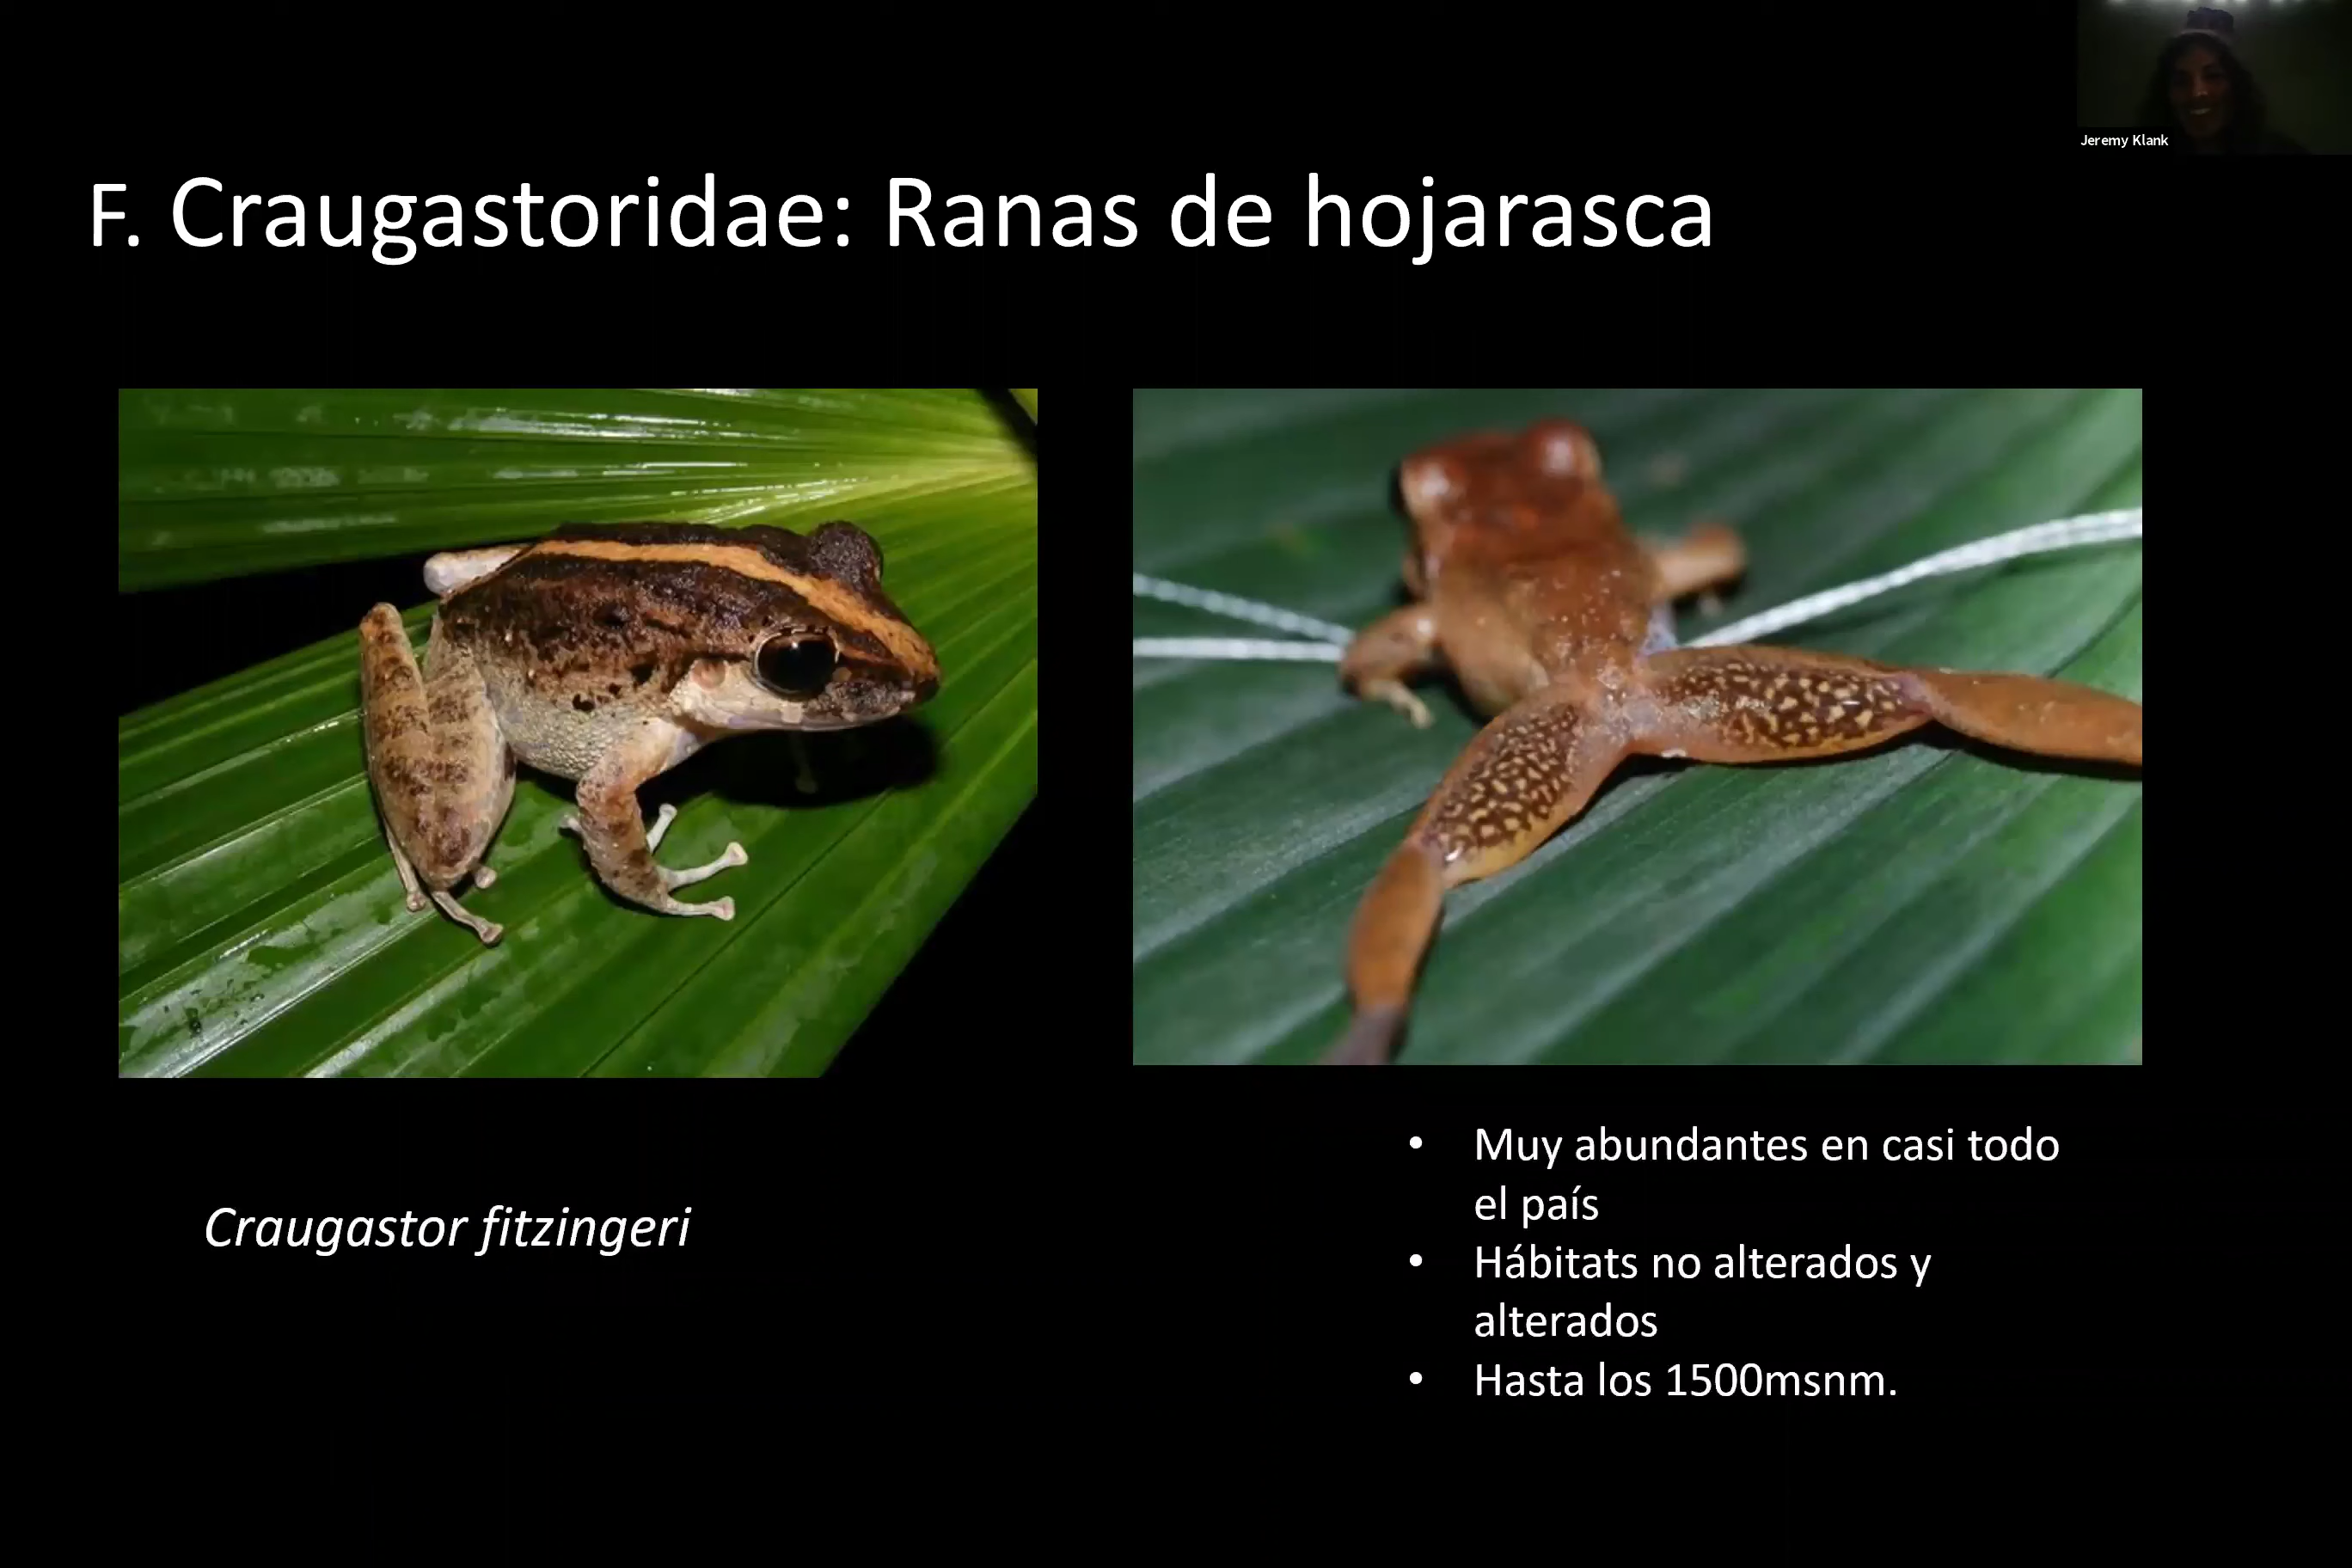 Jeremy Klank
F. Craugastoridae: Ranas de hojarasca
Craugastor fitzingeri
• Muy abundantes en casi todo
el país
• Hábitats no alterados y
alterados
• Hasta los 1500msnm.